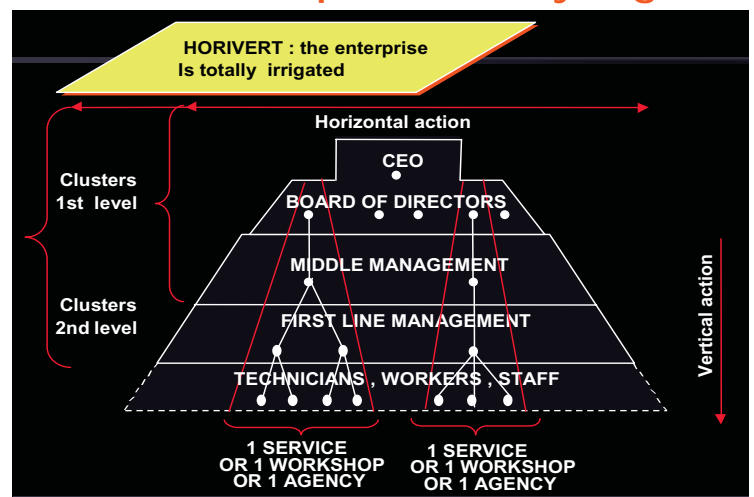 HORIVERT : the enterprise
Is totally irrigated
Horizontal action
CEO
Clusters
1st level
BOARD OF DIRECTORS
MIDDLE MANAGEMENT
Clusters
2nd level
FIRST LINE MANAGEMENT
Vertical action
TECHNICIANS , WORKERS , STAFF
1 SERVICE
OR 1 WORKSHOP
OR 1 AGENCY
1 SERVICE
OR 1 WORKSHOP
OR 1 AGENCY